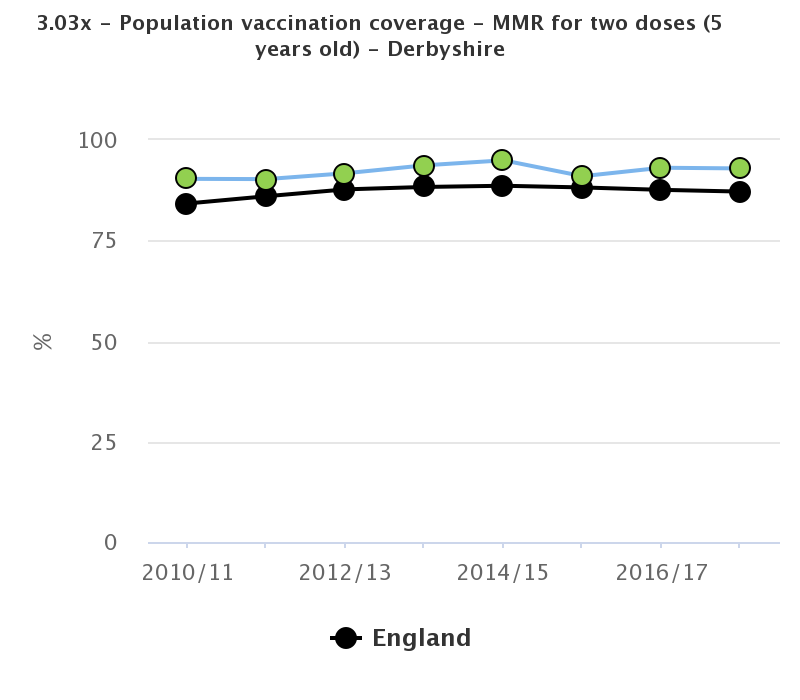 3.03x – Population vaccination coverage – MMR for two doses (5
years old) – Derbyshire
100
75
50
25
0
%
2010/11 2012/13 2014/15 2016/17
England